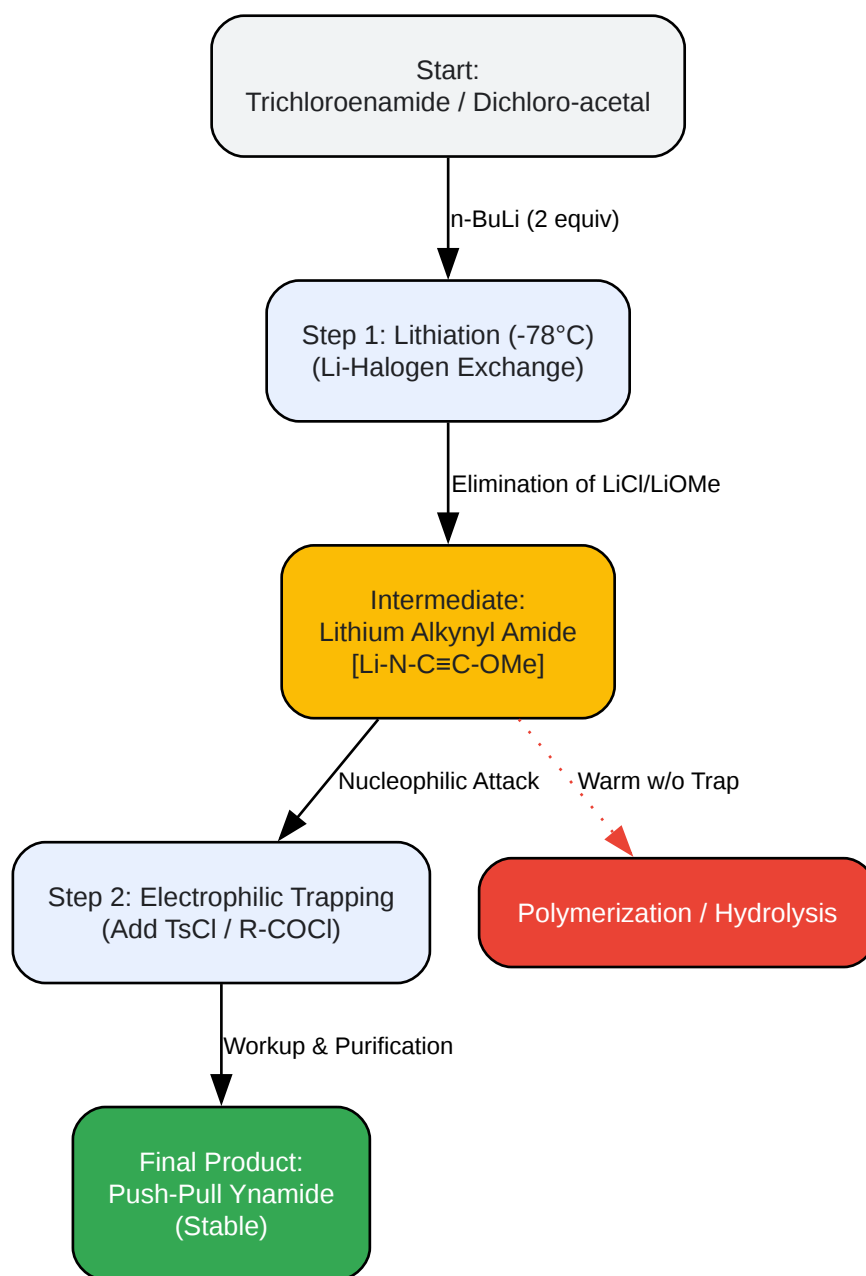 Start:
Trichloroenamide / Dichloro-acetal
n-BuLi (2 equiv)
Step 1: Lithiation (-78°C)
(Li-Halogen Exchange)
Elimination of LiCl/LiOMe
Intermediate:
Lithium Alkynyl Amide
[Li-N-C≡C-OMe]
Nucleophilic Attack
Warm w/o Trap
Step 2: Electrophilic Trapping
(Add TsCl / R-COCl)
Polymerization / Hydrolysis
Workup & Purification
Final Product:
Push-Pull Ynamide
(Stable)